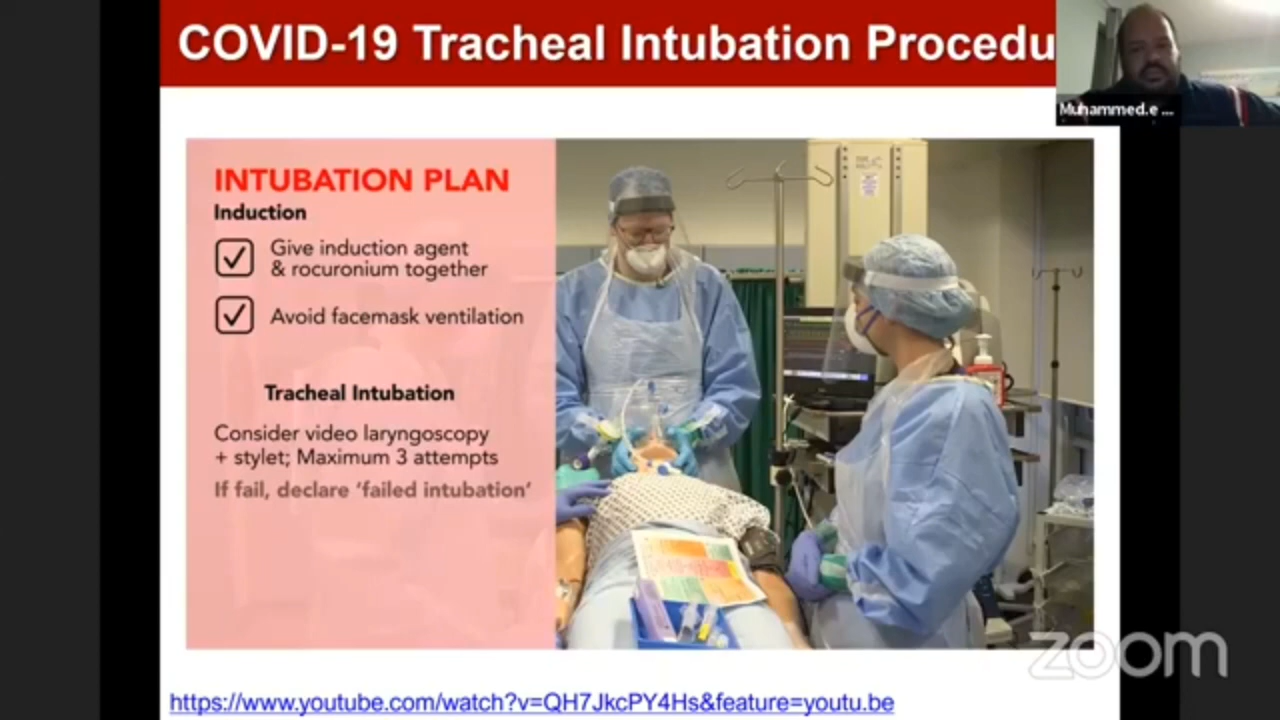 COVID-19 Tracheal Intubation Procedu
Muhammed.e ...
INTUBATION PLAN
Induction
Give induction agent
& rocuronium together
Avoid facemask ventilation
Tracheal Intubation
Consider video laryngoscopy
+ stylet; Maximum 3 attempts
If fail, declare ‘failed intubation’
zoom
https://www.youtube.com/watch?v=QH7JkcPY4Hs&feature=youtu.be